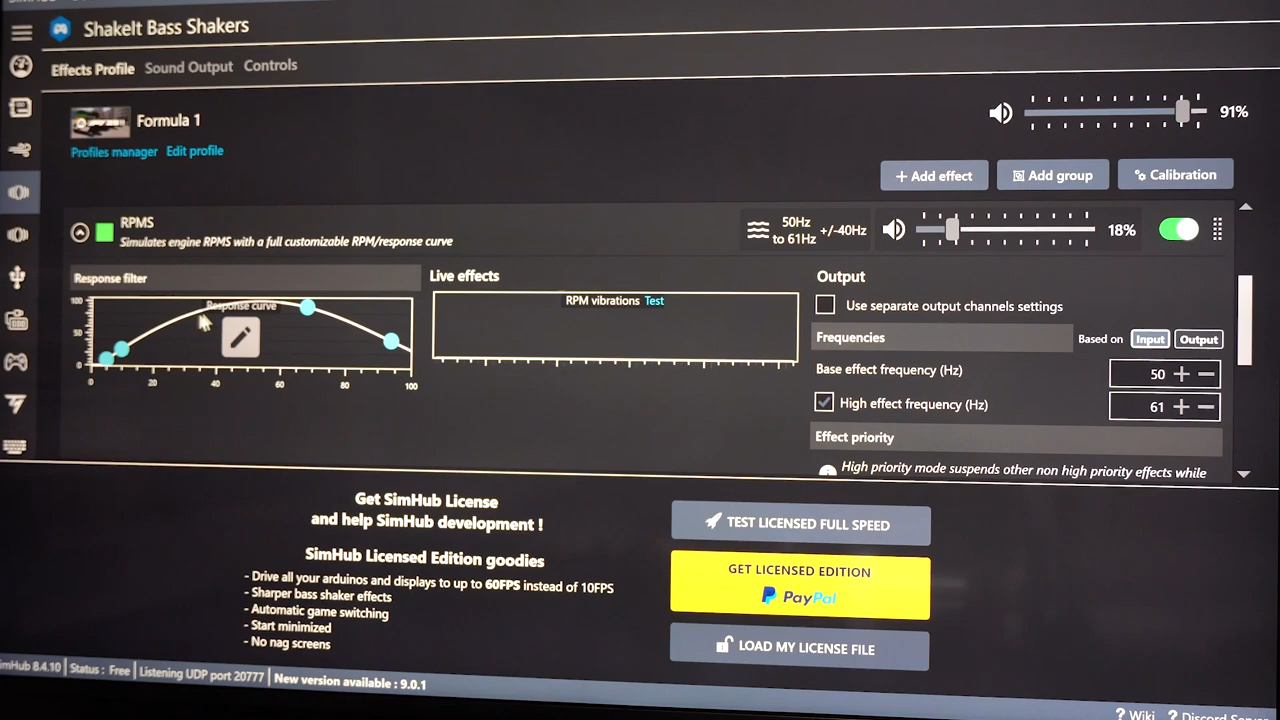 ShakeIt Bass Shakers
Effects Profile Sound Output Controls
Formula 1
Profiles manager Edit profile
91%
+ Add effect Add group Calibration
RPMS
Simulates engine RPMS with a full customizable RPM/response curve
50Hz
to 61Hz +/-40Hz
18%
Response filter
Response curve
100
50
0
0 20 40 60 80 100
Live effects
RPM vibrations Test
Output
Use separate output channels settings
Frequencies Based on Input Output
Base effect frequency (Hz) 50 + −
High effect frequency (Hz) 61 + −
Effect priority
High priority mode suspends other non high priority effects while
Get SimHub License
and help SimHub development !
SimHub Licensed Edition goodies
- Drive all your arduinos and displays to up to 60FPS instead of 10FPS
- Sharper bass shaker effects
- Automatic game switching
- Start minimized
- No nag screens
TEST LICENSED FULL SPEED
GET LICENSED EDITION
PayPal
LOAD MY LICENSE FILE
SimHub 8.4.10 | Status : Free | Listening UDP port 20777 | New version available : 9.0.1
? Wiki ? Discord Server